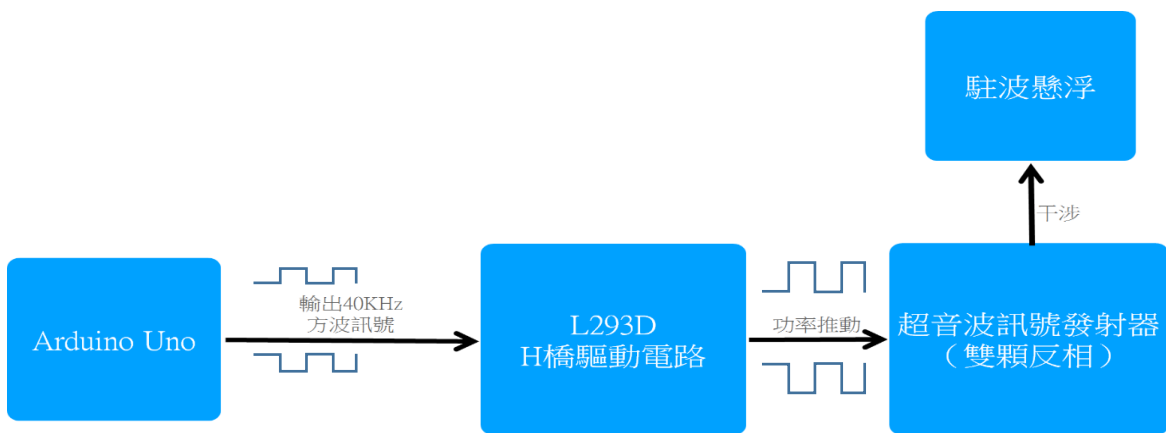 駐波懸浮
干涉
Arduino Uno
輸出40KHz
方波訊號
L293D
H橋驅動電路
功率推動
超音波訊號發射器
（雙顆反相）